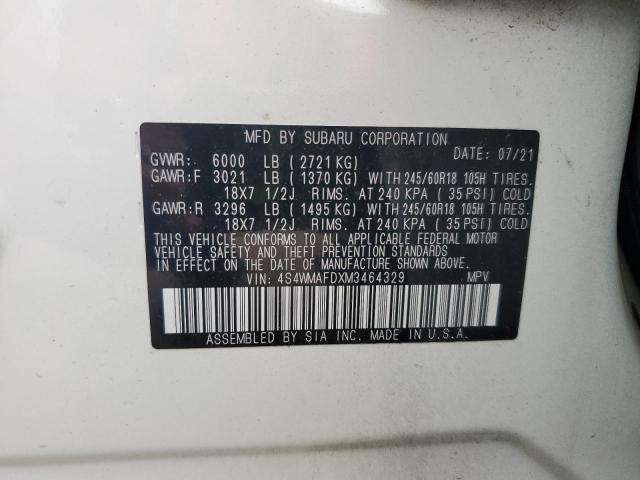 MFD BY SUBARU CORPORATION
GVWR: 6000 LB ( 2721 KG) DATE: 07/21
GAWR:F 3021 LB ( 1370 KG) WITH 245/60R18 105H TIRES.
18X7 1/2J RIMS. AT 240 KPA ( 35 PSI) COLD
GAWR:R 3296 LB ( 1495 KG) WITH 245/60R18 105H TIRES.
18X7 1/2J RIMS. AT 240 KPA ( 35 PSI) COLD
THIS VEHICLE CONFORMS TO ALL APPLICABLE FEDERAL MOTOR
VEHICLE SAFETY AND THEFT PREVENTION STANDARDS
IN EFFECT ON THE DATE OF MANUFACTURE SHOWN ABOVE.
VIN: 4S4WMAFDXM3464329 MPV
ASSEMBLED BY SIA INC. MADE IN U.S.A.